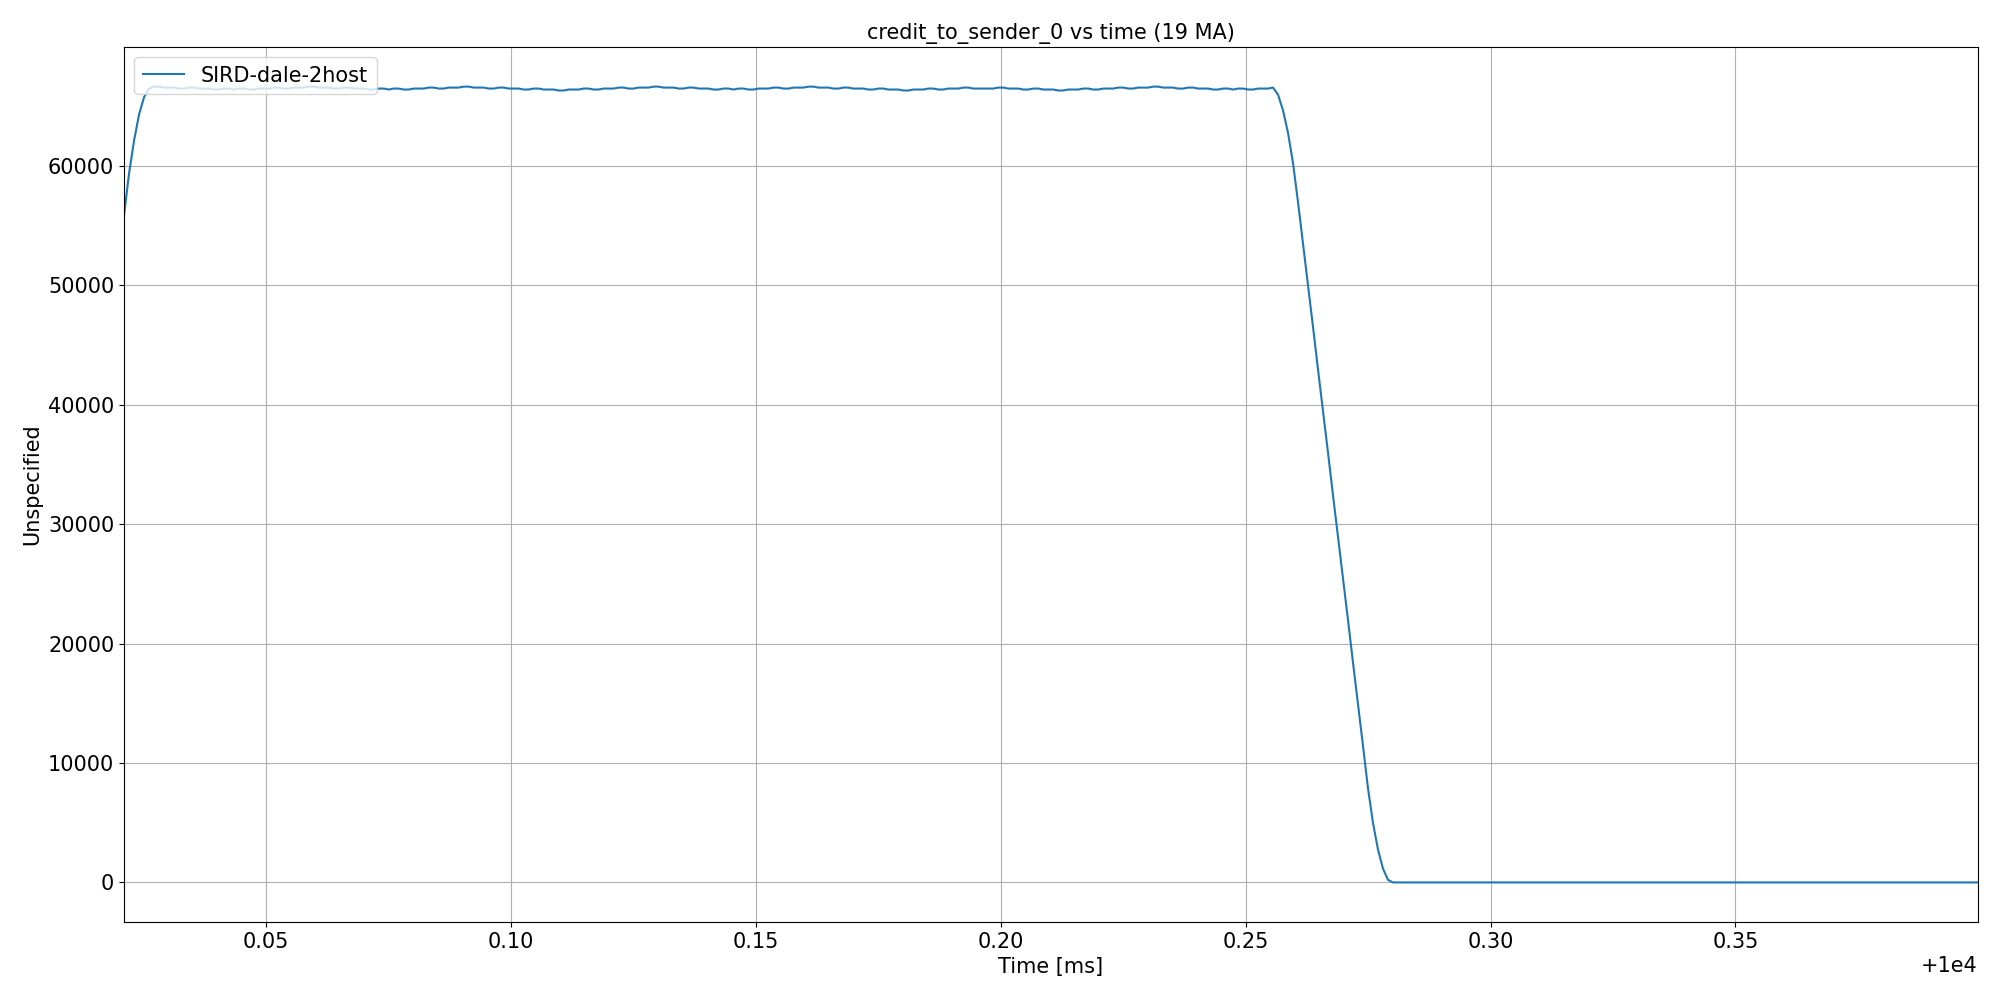 credit_to_sender_0 vs time (19 MA)
SIRD-dale-2host
60000
50000
40000
30000
20000
10000
0
Unspecified
0.05 0.10 0.15 0.20 0.25 0.30 0.35
Time [ms]
+1e4